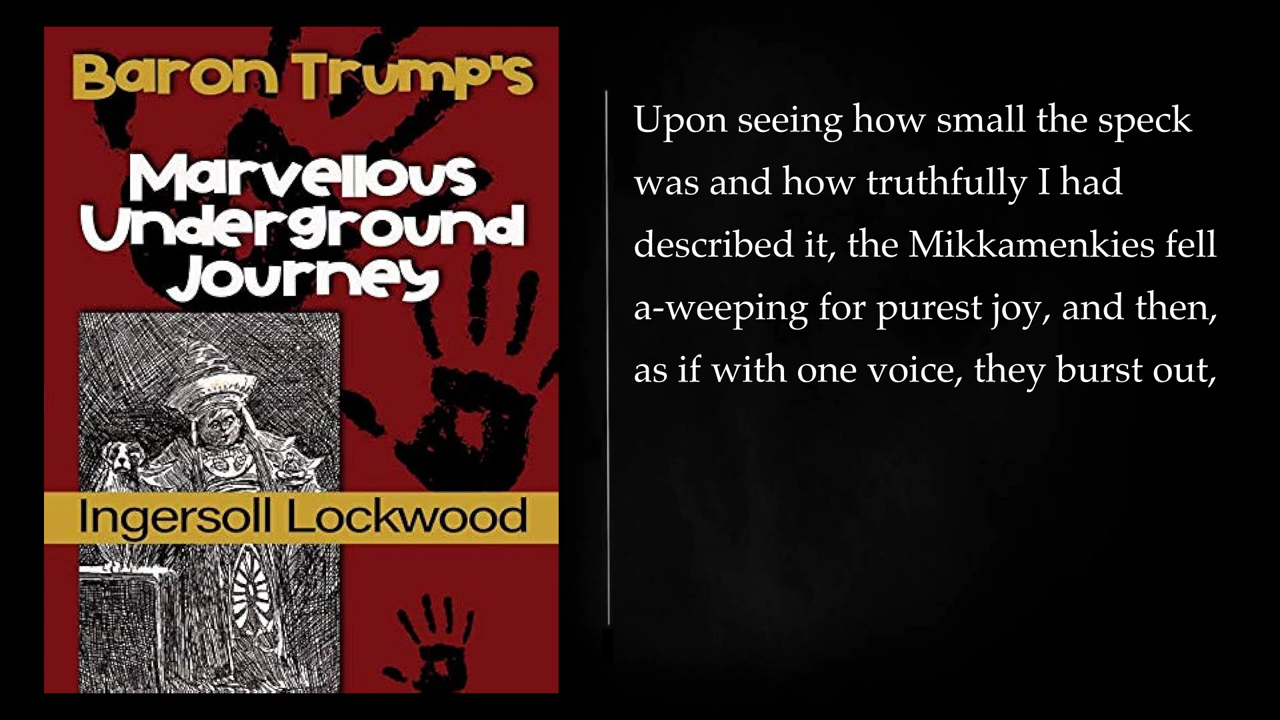 Baron Trump's
Marvellous
Underground
Journey
Ingersoll Lockwood
Upon seeing how small the speck
was and how truthfully I had
described it, the Mikkamenkies fell
a-weeping for purest joy, and then,
as if with one voice, they burst out,